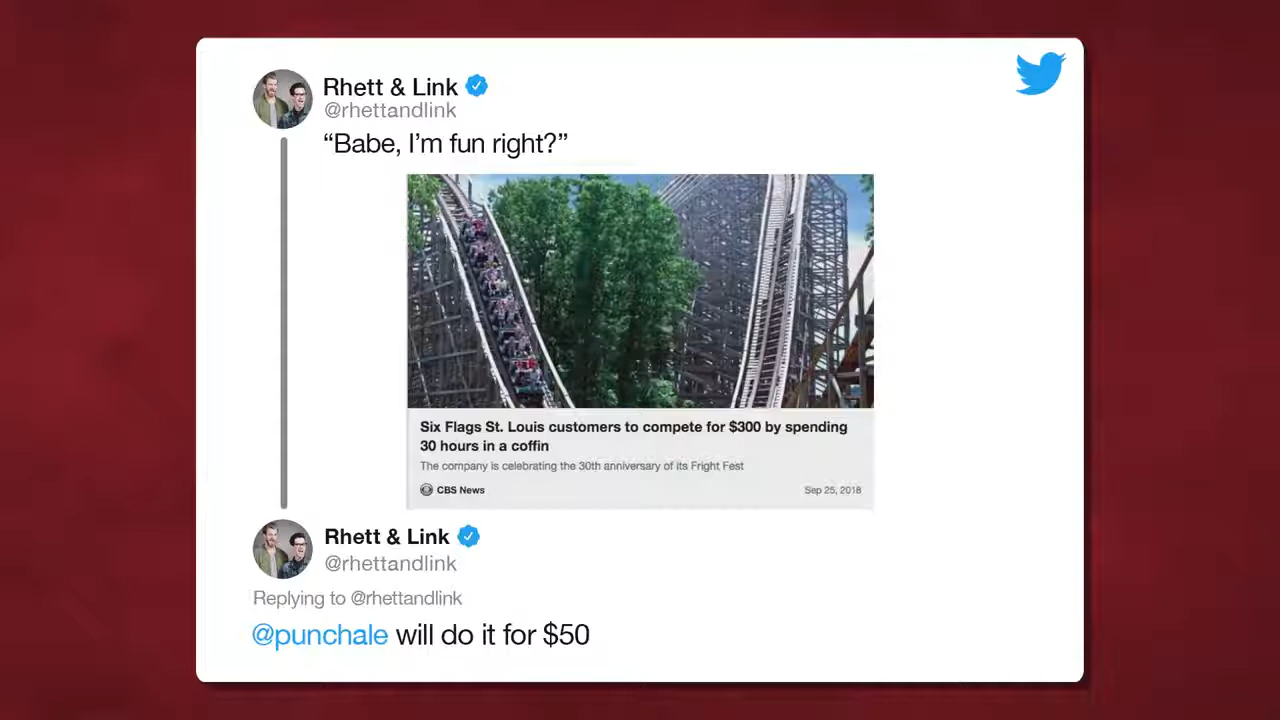 Rhett & Link
@rhettandlink
“Babe, I’m fun right?”
Six Flags St. Louis customers to compete for $300 by spending
30 hours in a coffin
The company is celebrating the 30th anniversary of its Fright Fest
CBS News Sep 25, 2018
Rhett & Link
@rhettandlink
Replying to @rhettandlink
@punchale will do it for $50